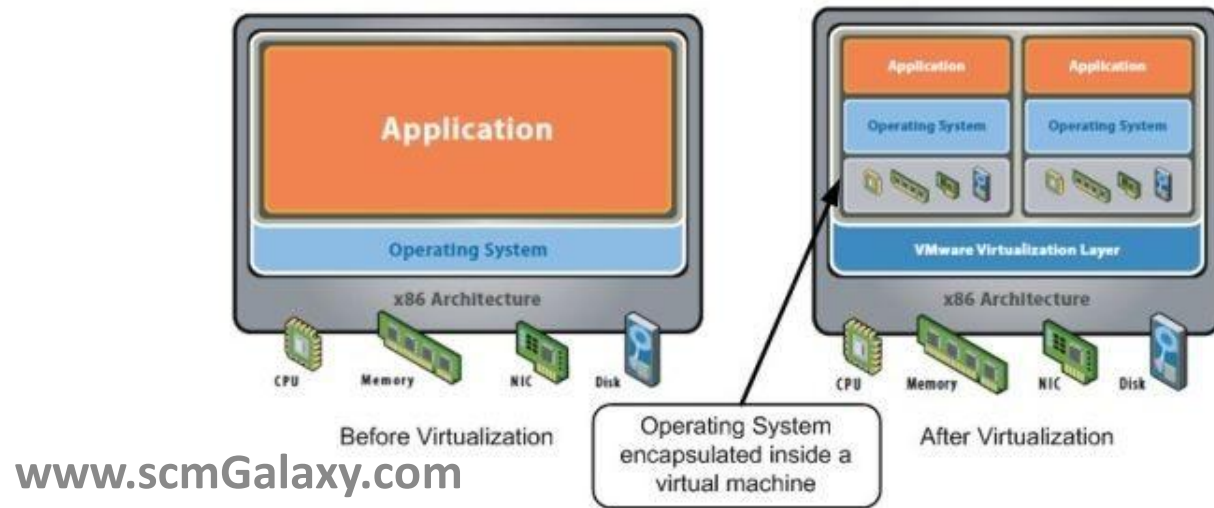 Application
Operating System
x86 Architecture
CPU
Memory
NIC
Disk
Before Virtualization
Application
Application
Operating System
Operating System
VMware Virtualization Layer
x86 Architecture
CPU
Memory
NIC
Disk
After Virtualization
Operating System
encapsulated inside a
virtual machine
www.scmGalaxy.com